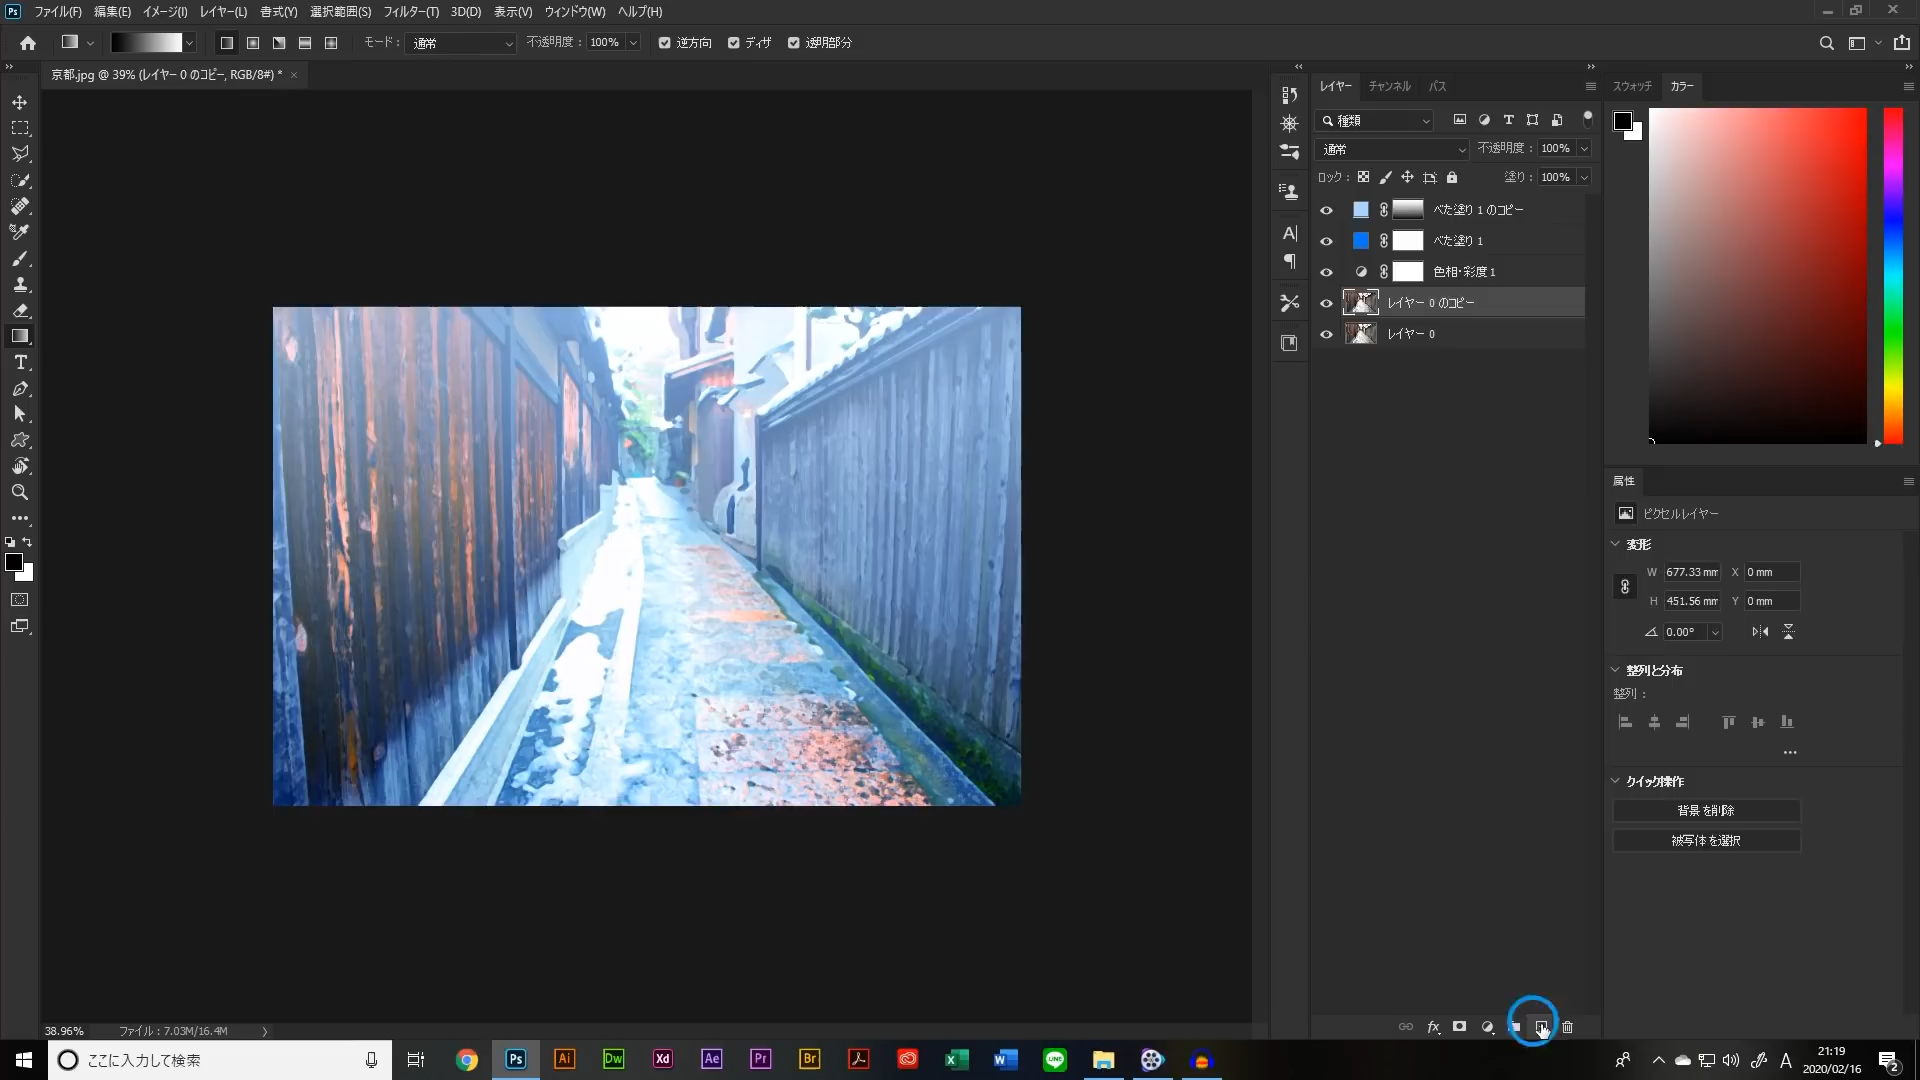 Ps ファイル(F) 編集(E) イメージ(I) レイヤー(L) 書式(Y) 選択範囲(S) フィルター(T) 3D(D) 表示(V) ウィンドウ(W) ヘルプ(H)
モード： 通常 不透明度： 100% 逆方向 ディザ 透明部分
京都.jpg @ 39% (レイヤー 0 のコピー, RGB/8#) * ×
レイヤー チャンネル パス
種類
通常 不透明度： 100%
ロック： 塗り： 100%
べた塗り 1 のコピー
べた塗り 1
色相・彩度 1
レイヤー 0 のコピー
レイヤー 0
スウォッチ カラー
属性
ピクセルレイヤー
変形
W 677.33 mm X 0 mm
H 451.56 mm Y 0 mm
0.00°
整列と分布
整列：
クイック操作
背景を削除
被写体を選択
38.96% ファイル：7.03M/16.4M
fx
ここに入力して検索
Ps Ai Dw Xd Ae Pr Br LINE
A 21:19
2020/02/16 2